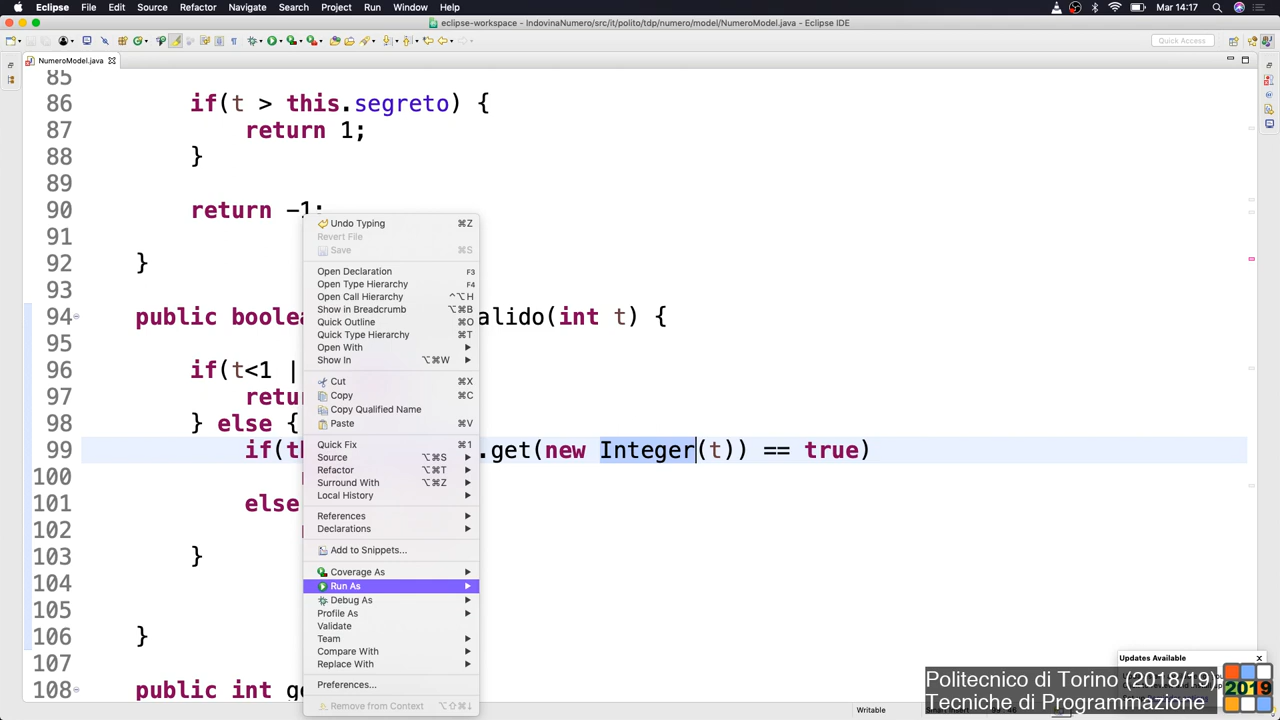 Eclipse File Edit Source Refactor Navigate Search Project Run Window Help Mar 14:17
eclipse-workspace - IndovinaNumero/src/it/polito/tdp/numero/model/NumeroModel.java - Eclipse IDE
Quick Access
NumeroModel.java
85
86 if(t > this.segreto) {
87 return 1;
88 }
89
90 return -1;
91
92 }
93
94 public boolea alido(int t) {
95
96 if(t<1 |
97 retu
98 } else {
99 if(th .get(new Integer(t)) == true)
100
101 else
102
103 }
104
105
106 }
107
108 public int ge
Undo Typing ⌘Z
Revert File
Save ⌘S
Open Declaration F3
Open Type Hierarchy F4
Open Call Hierarchy ^⌥H
Show in Breadcrumb ⌥⌘B
Quick Outline ⌘O
Quick Type Hierarchy ⌘T
Open With
Show In ⌥⌘W
Cut ⌘X
Copy ⌘C
Copy Qualified Name
Paste ⌘V
Quick Fix ⌘1
Source ⌥⌘S
Refactor ⌥⌘T
Surround With ⌥⌘Z
Local History
References
Declarations
Add to Snippets...
Coverage As
Run As
Debug As
Profile As
Validate
Team
Compare With
Replace With
Preferences...
Remove from Context ⌥⇧⌘↓
Updates Available
Politecnico di Torino (2018/19)
Tecniche di Programmazione
2019
Writable